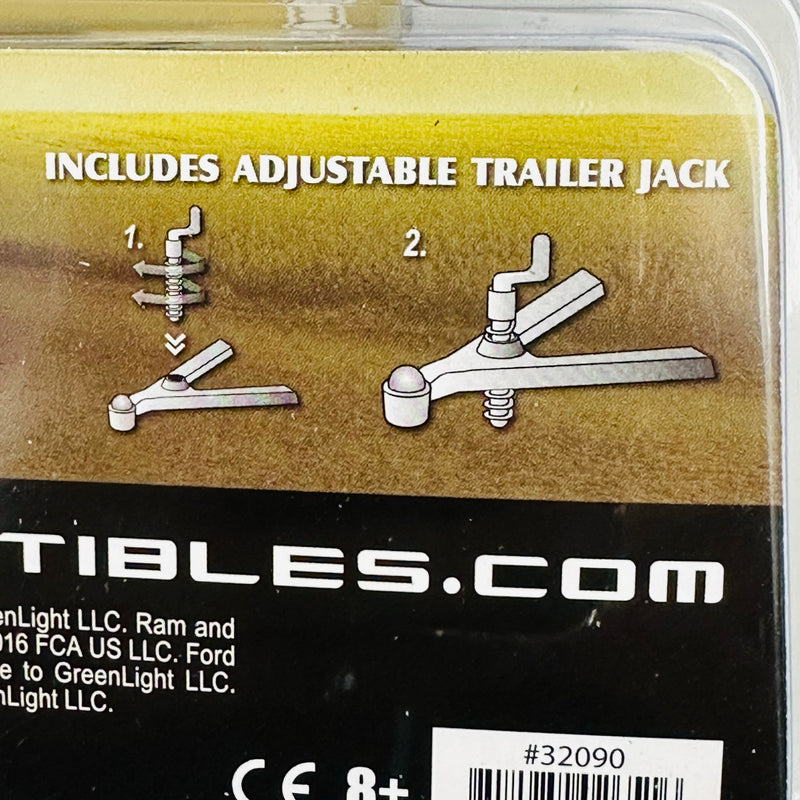 INCLUDES ADJUSTABLE TRAILER JACK
1.
2.
TIBLES.COM
enLight LLC. Ram and
016 FCA US LLC. Ford
e to GreenLight LLC.
nLight LLC.
CE 8+
#32090